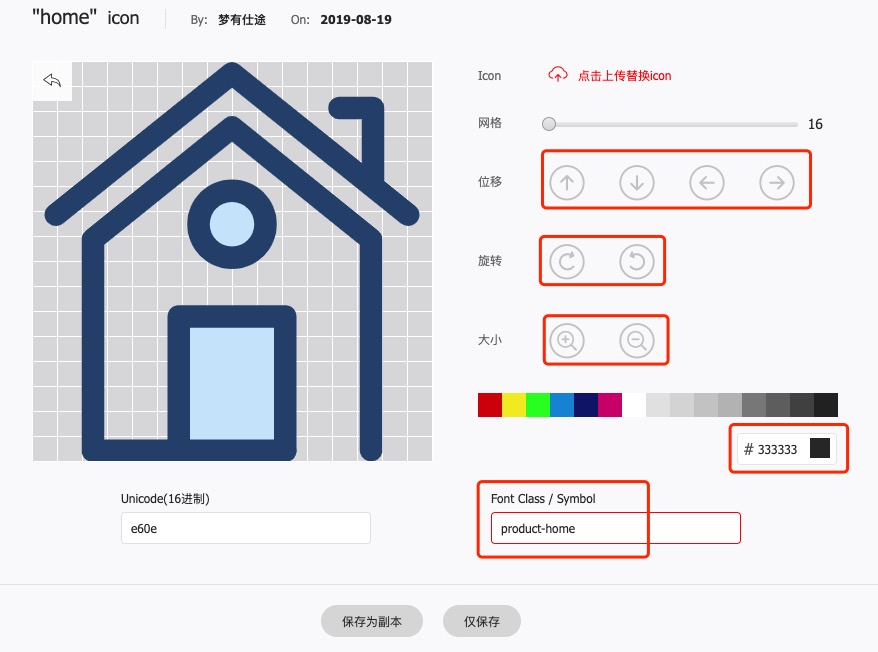 "home" icon By: 梦有仕途 On: 2019-08-19
Icon 点击上传替换icon
网格 16
位移
旋转
大小
# 333333
Unicode(16进制) Font Class / Symbol
e60e product-home
保存为副本 仅保存